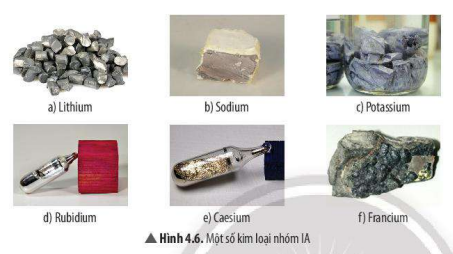 a) Lithium
b) Sodium
c) Potassium
d) Rubidium
e) Caesium
f) Francium
▲ Hình 4.6. Một số kim loại nhóm IA